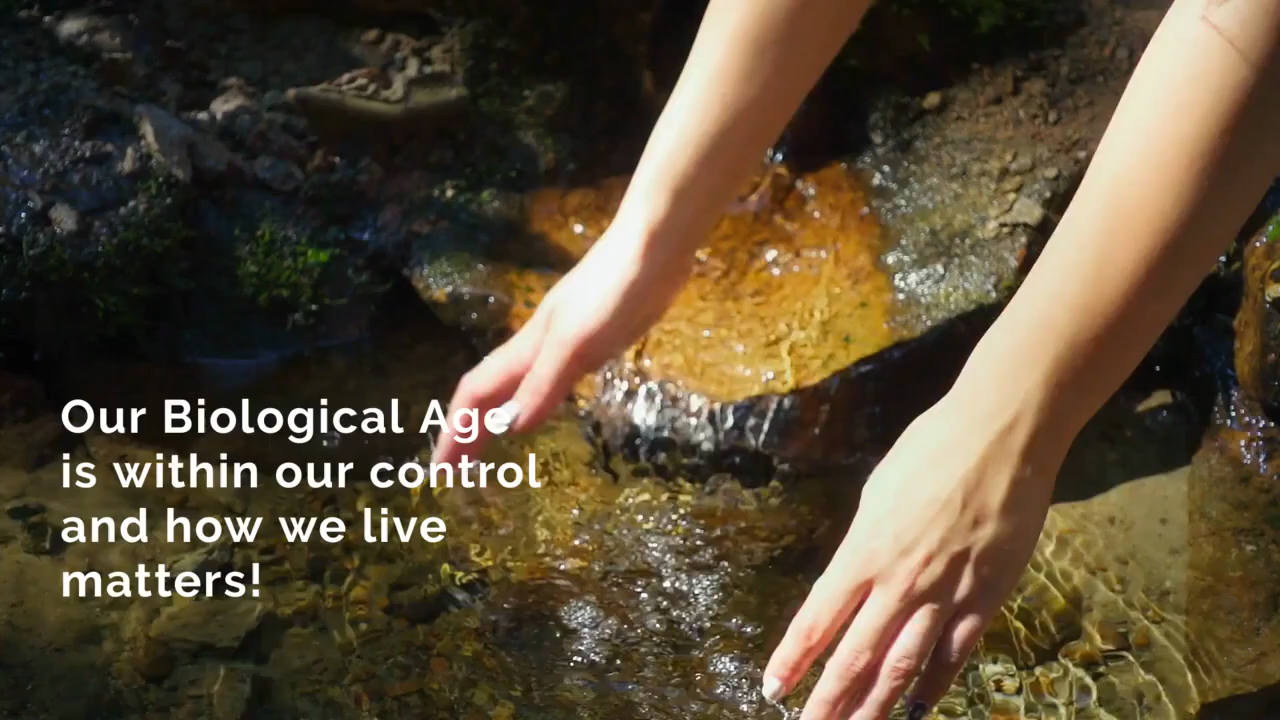 Our Biological Age
is within our control
and how we live
matters!